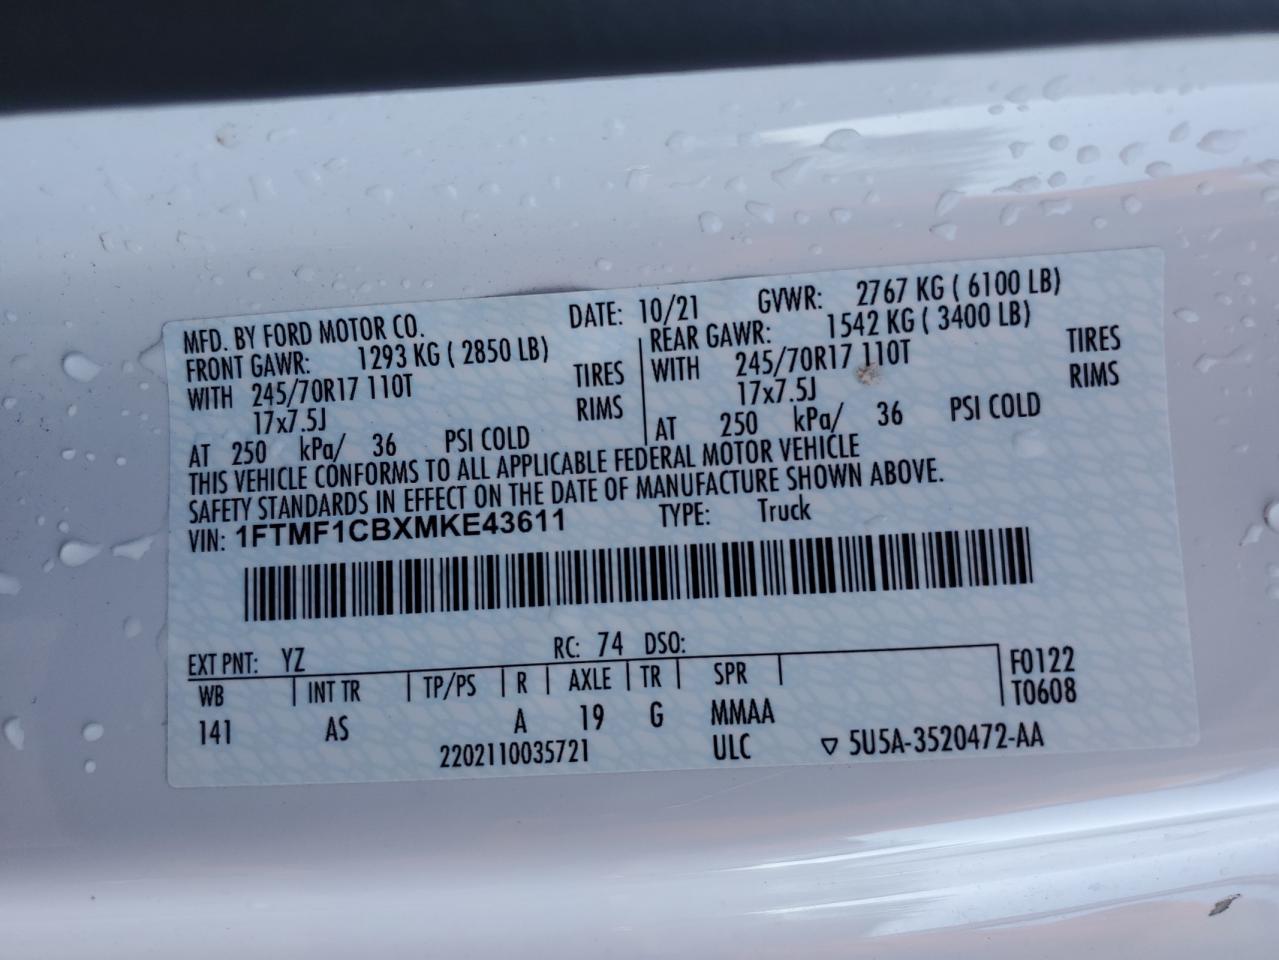 MFD. BY FORD MOTOR CO. DATE: 10/21 GVWR: 2767 KG ( 6100 LB)
FRONT GAWR: 1293 KG ( 2850 LB) REAR GAWR: 1542 KG ( 3400 LB)
WITH 245/70R17 110T TIRES WITH 245/70R17 110T TIRES
17x7.5J RIMS 17x7.5J RIMS
AT 250 kPa/ 36 PSI COLD AT 250 kPa/ 36 PSI COLD
THIS VEHICLE CONFORMS TO ALL APPLICABLE FEDERAL MOTOR VEHICLE
SAFETY STANDARDS IN EFFECT ON THE DATE OF MANUFACTURE SHOWN ABOVE.
VIN: 1FTMF1CBXMKE43611 TYPE: Truck
EXT PNT: YZ RC: 74 DSO:
WB INT TR TP/PS R AXLE TR SPR F0122
141 AS A 19 G MMAA T0608
2202110035721 ULC ▽ 5U5A-3520472-AA